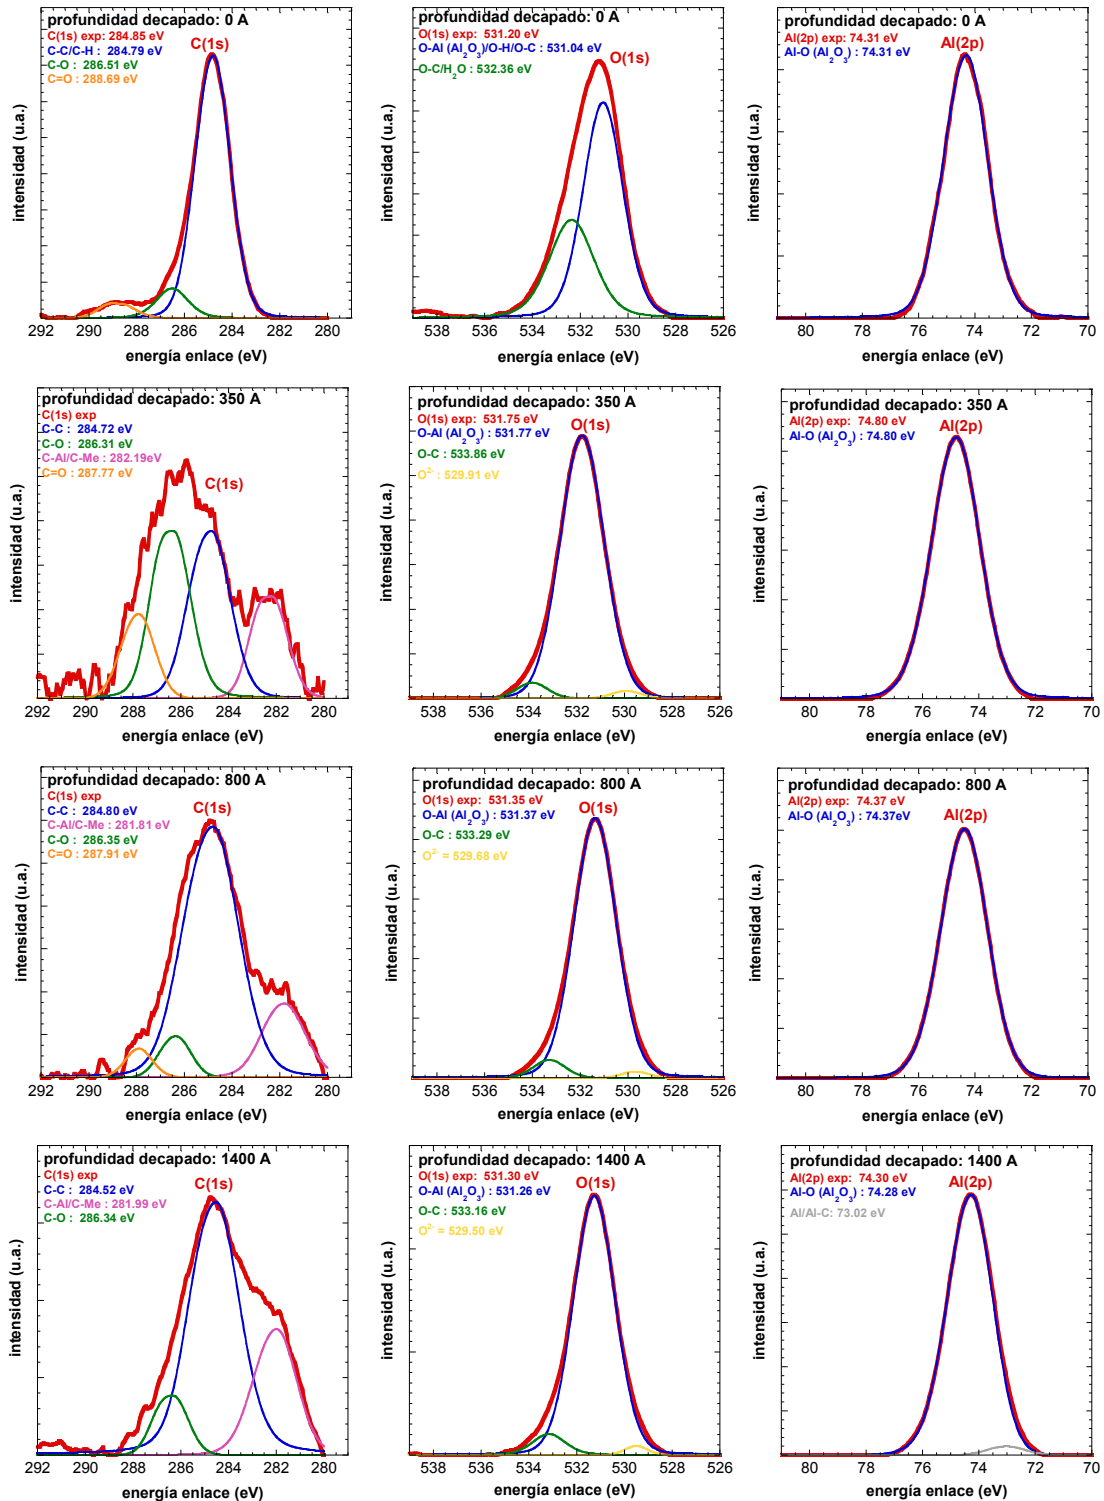 profundidad decapado: 0 A
C(1s) exp: 284.85 eV
C-C/C-H : 284.79 eV
C-O : 286.51 eV
C=O : 288.69 eV
C(1s)
intensidad (u.a.)
292 290 288 286 284 282 280
energía enlace (eV)
profundidad decapado: 0 A
O(1s) exp: 531.20 eV
O-Al (Al2O3)/O-H/O-C : 531.04 eV
O-C/H2O : 532.36 eV
O(1s)
intensidad (u.a.)
538 536 534 532 530 528 526
energía enlace (eV)
profundidad decapado: 0 A
Al(2p) exp: 74.31 eV
Al-O (Al2O3) : 74.31 eV
Al(2p)
intensidad (u.a.)
80 78 76 74 72 70
energía enlace (eV)
profundidad decapado: 350 A
C(1s) exp
C-C : 284.72 eV
C-O : 286.31 eV
C-Al/C-Me : 282.19eV
C=O : 287.77 eV
C(1s)
intensidad (u.a.)
292 290 288 286 284 282 280
energía enlace (eV)
profundidad decapado: 350 A
O(1s) exp: 531.75 eV
O-Al (Al2O3) : 531.77 eV
O-C : 533.86 eV
O2- : 529.91 eV
O(1s)
intensidad (u.a.)
538 536 534 532 530 528 526
energía enlace (eV)
profundidad decapado: 350 A
Al(2p) exp: 74.80 eV
Al-O (Al2O3) : 74.80 eV
Al(2p)
intensidad (u.a.)
80 78 76 74 72 70
energía enlace (eV)
profundidad decapado: 800 A
C(1s) exp
C-C : 284.80 eV
C-Al/C-Me : 281.81 eV
C-O : 286.35 eV
C=O : 287.91 eV
C(1s)
intensidad (u.a.)
292 290 288 286 284 282 280
energía enlace (eV)
profundidad decapado: 800 A
O(1s) exp: 531.35 eV
O-Al (Al2O3) : 531.37 eV
O-C : 533.29 eV
O2- = 529.68 eV
O(1s)
intensidad (u.a.)
538 536 534 532 530 528 526
energía enlace (eV)
profundidad decapado: 800 A
Al(2p) exp: 74.37 eV
Al-O (Al2O3) : 74.37eV
Al(2p)
intensidad (u.a.)
80 78 76 74 72 70
energía enlace (eV)
profundidad decapado: 1400 A
C(1s) exp
C-C : 284.52 eV
C-Al/C-Me : 281.99 eV
C-O : 286.34 eV
C(1s)
intensidad (u.a.)
292 290 288 286 284 282 280
energía enlace (eV)
profundidad decapado: 1400 A
O(1s) exp: 531.30 eV
O-Al (Al2O3) : 531.26 eV
O-C : 533.16 eV
O2- = 529.50 eV
O(1s)
intensidad (u.a.)
538 536 534 532 530 528 526
energía enlace (eV)
profundidad decapado: 1400 A
Al(2p) exp: 74.30 eV
Al-O (Al2O3) : 74.28 eV
Al/Al-C: 73.02 eV
Al(2p)
intensidad (u.a.)
80 78 76 74 72 70
energía enlace (eV)